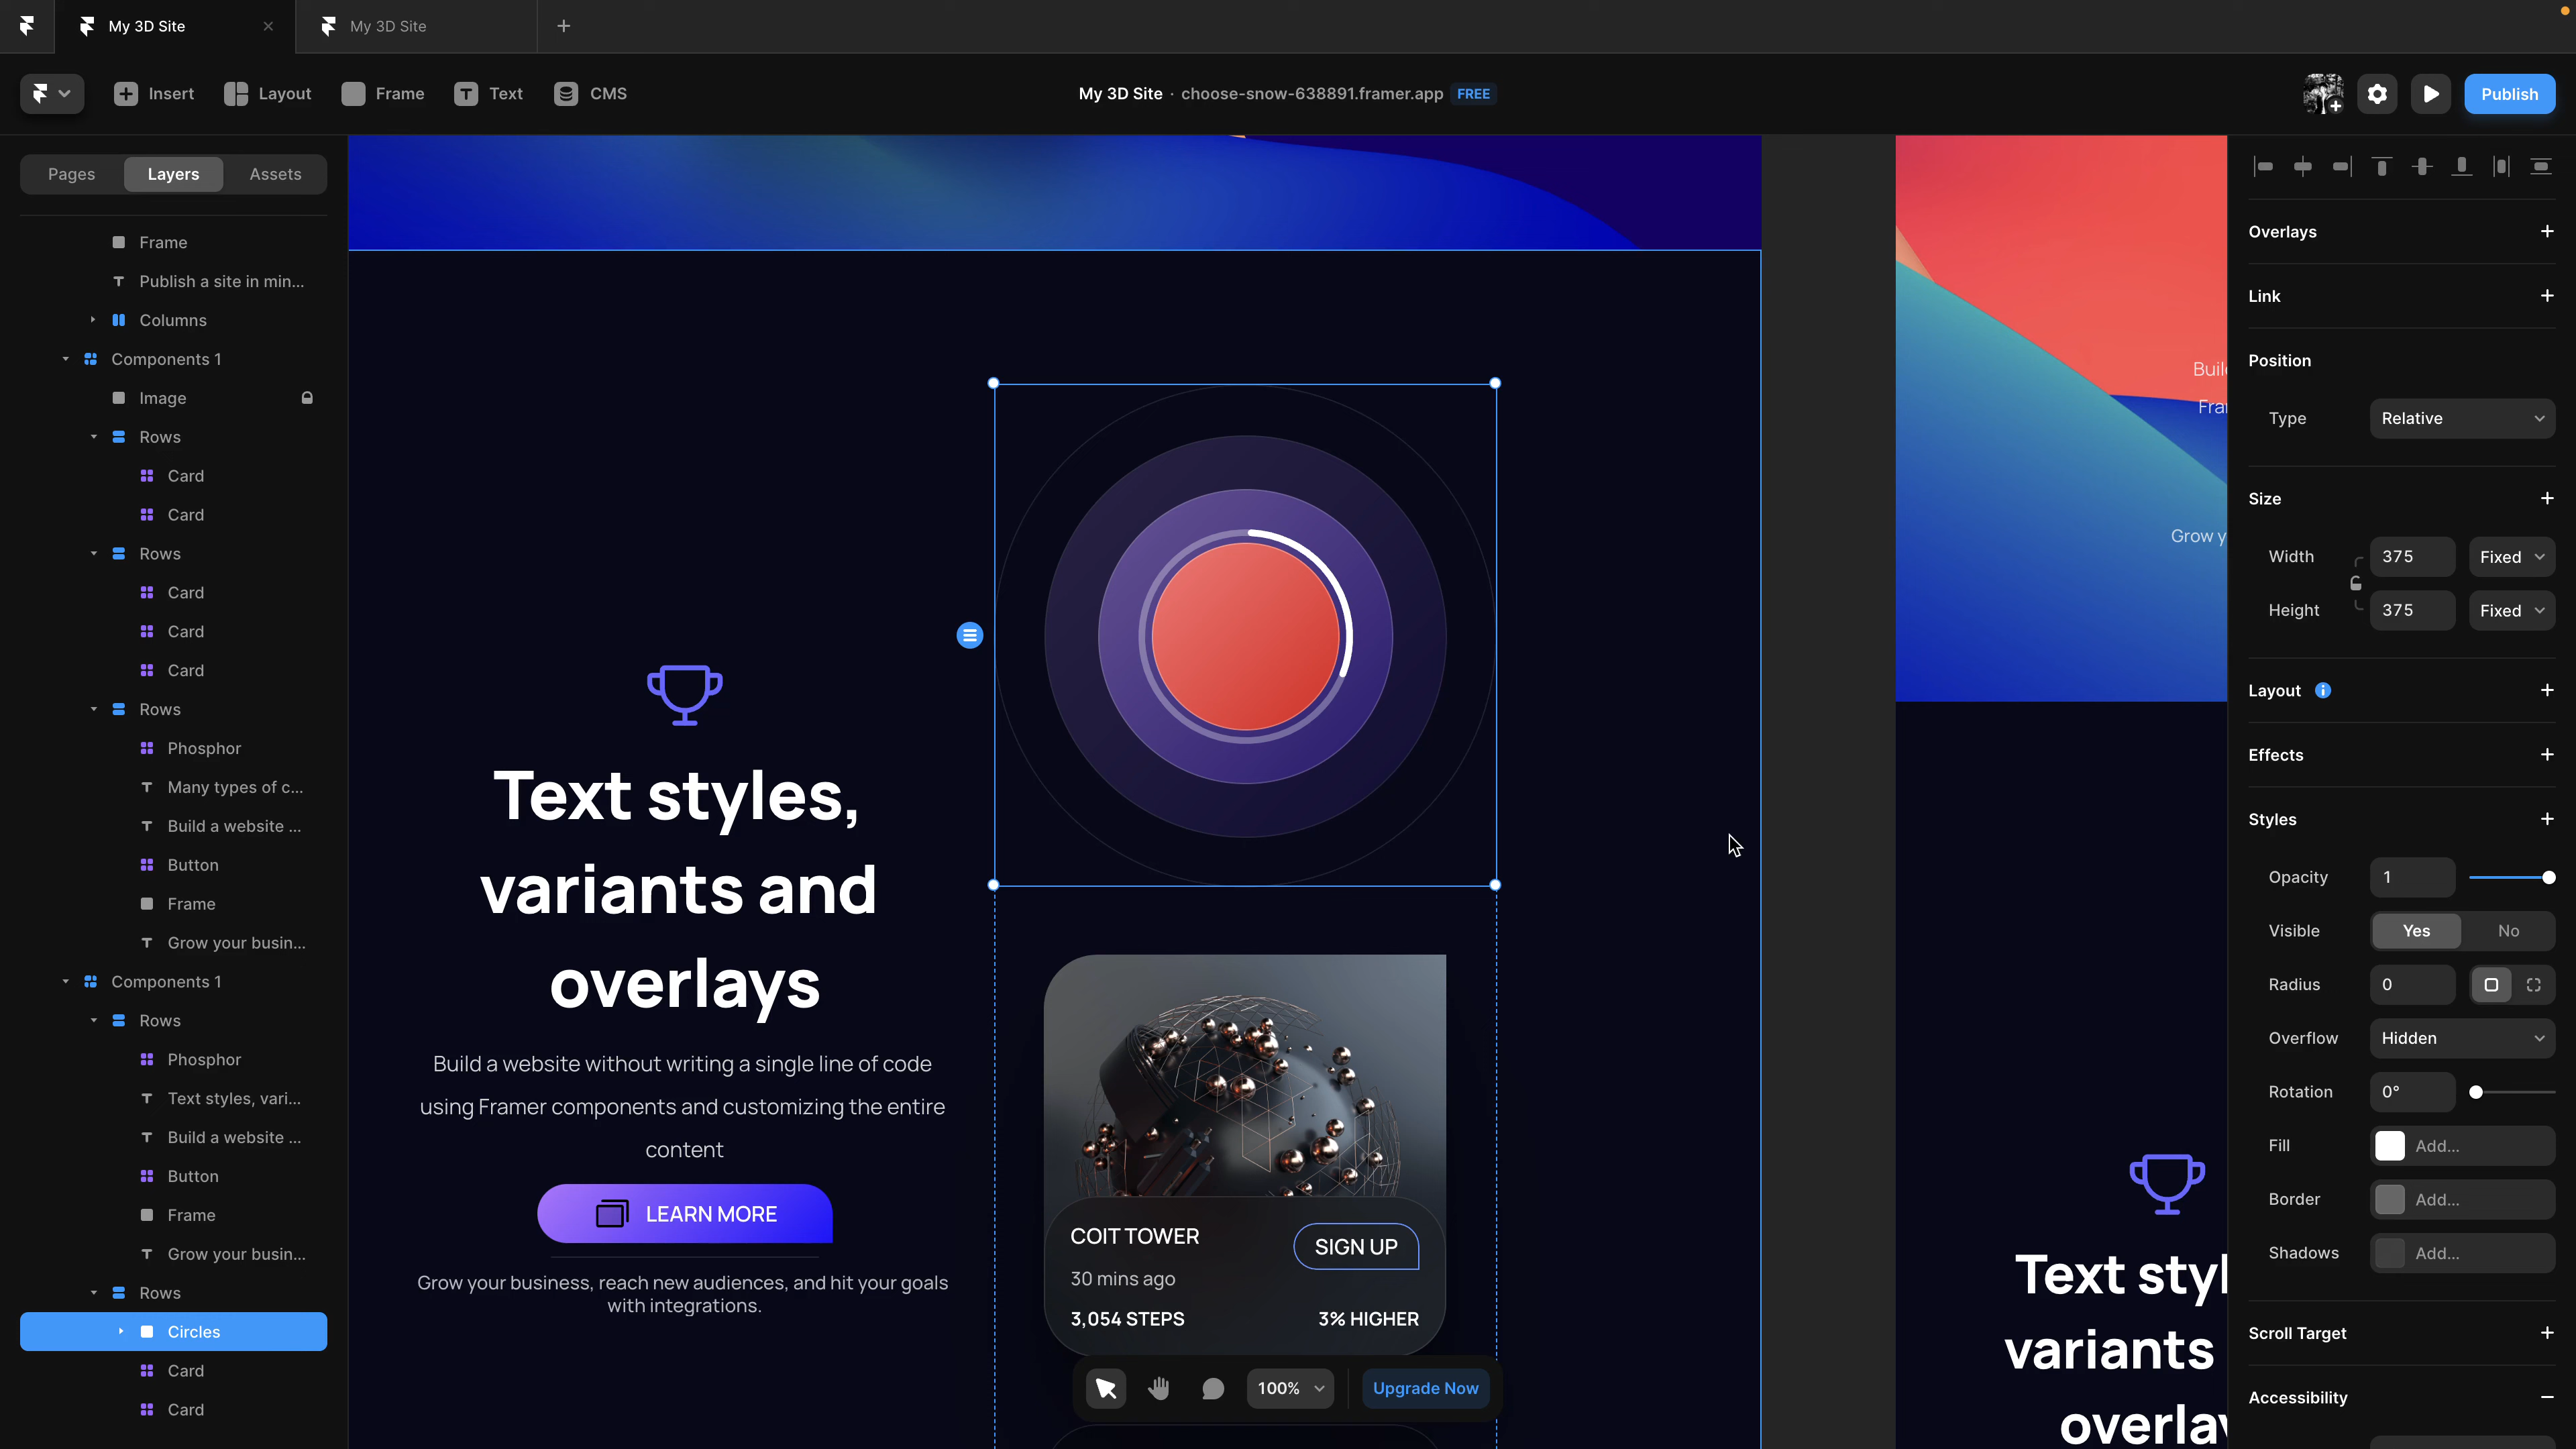 My 3D Site
My 3D Site
Insert
Layout
Frame
Text
CMS
My 3D Site · choose-snow-638891.framer.app FREE
Publish
Pages
Layers
Assets
Frame
Publish a site in min...
Columns
Components 1
Image
Rows
Card
Card
Rows
Card
Card
Card
Rows
Phosphor
Many types of c...
Build a website ...
Button
Frame
Grow your busin...
Components 1
Rows
Phosphor
Text styles, vari...
Build a website ...
Button
Frame
Grow your busin...
Rows
Circles
Card
Card
Text styles,
variants and
overlays
Build a website without writing a single line of code
using Framer components and customizing the entire
content
LEARN MORE
Grow your business, reach new audiences, and hit your goals
with integrations.
COIT TOWER
SIGN UP
30 mins ago
3,054 STEPS
3% HIGHER
100%
Upgrade Now
Grow y
Text styl
variants
overlay
Overlays
Link
Position
Type
Relative
Size
Width
375
Fixed
Height
375
Fixed
Layout
Effects
Styles
Opacity
1
Visible
Yes
No
Radius
0
Overflow
Hidden
Rotation
0°
Fill
Add...
Border
Add...
Shadows
Add...
Scroll Target
Accessibility